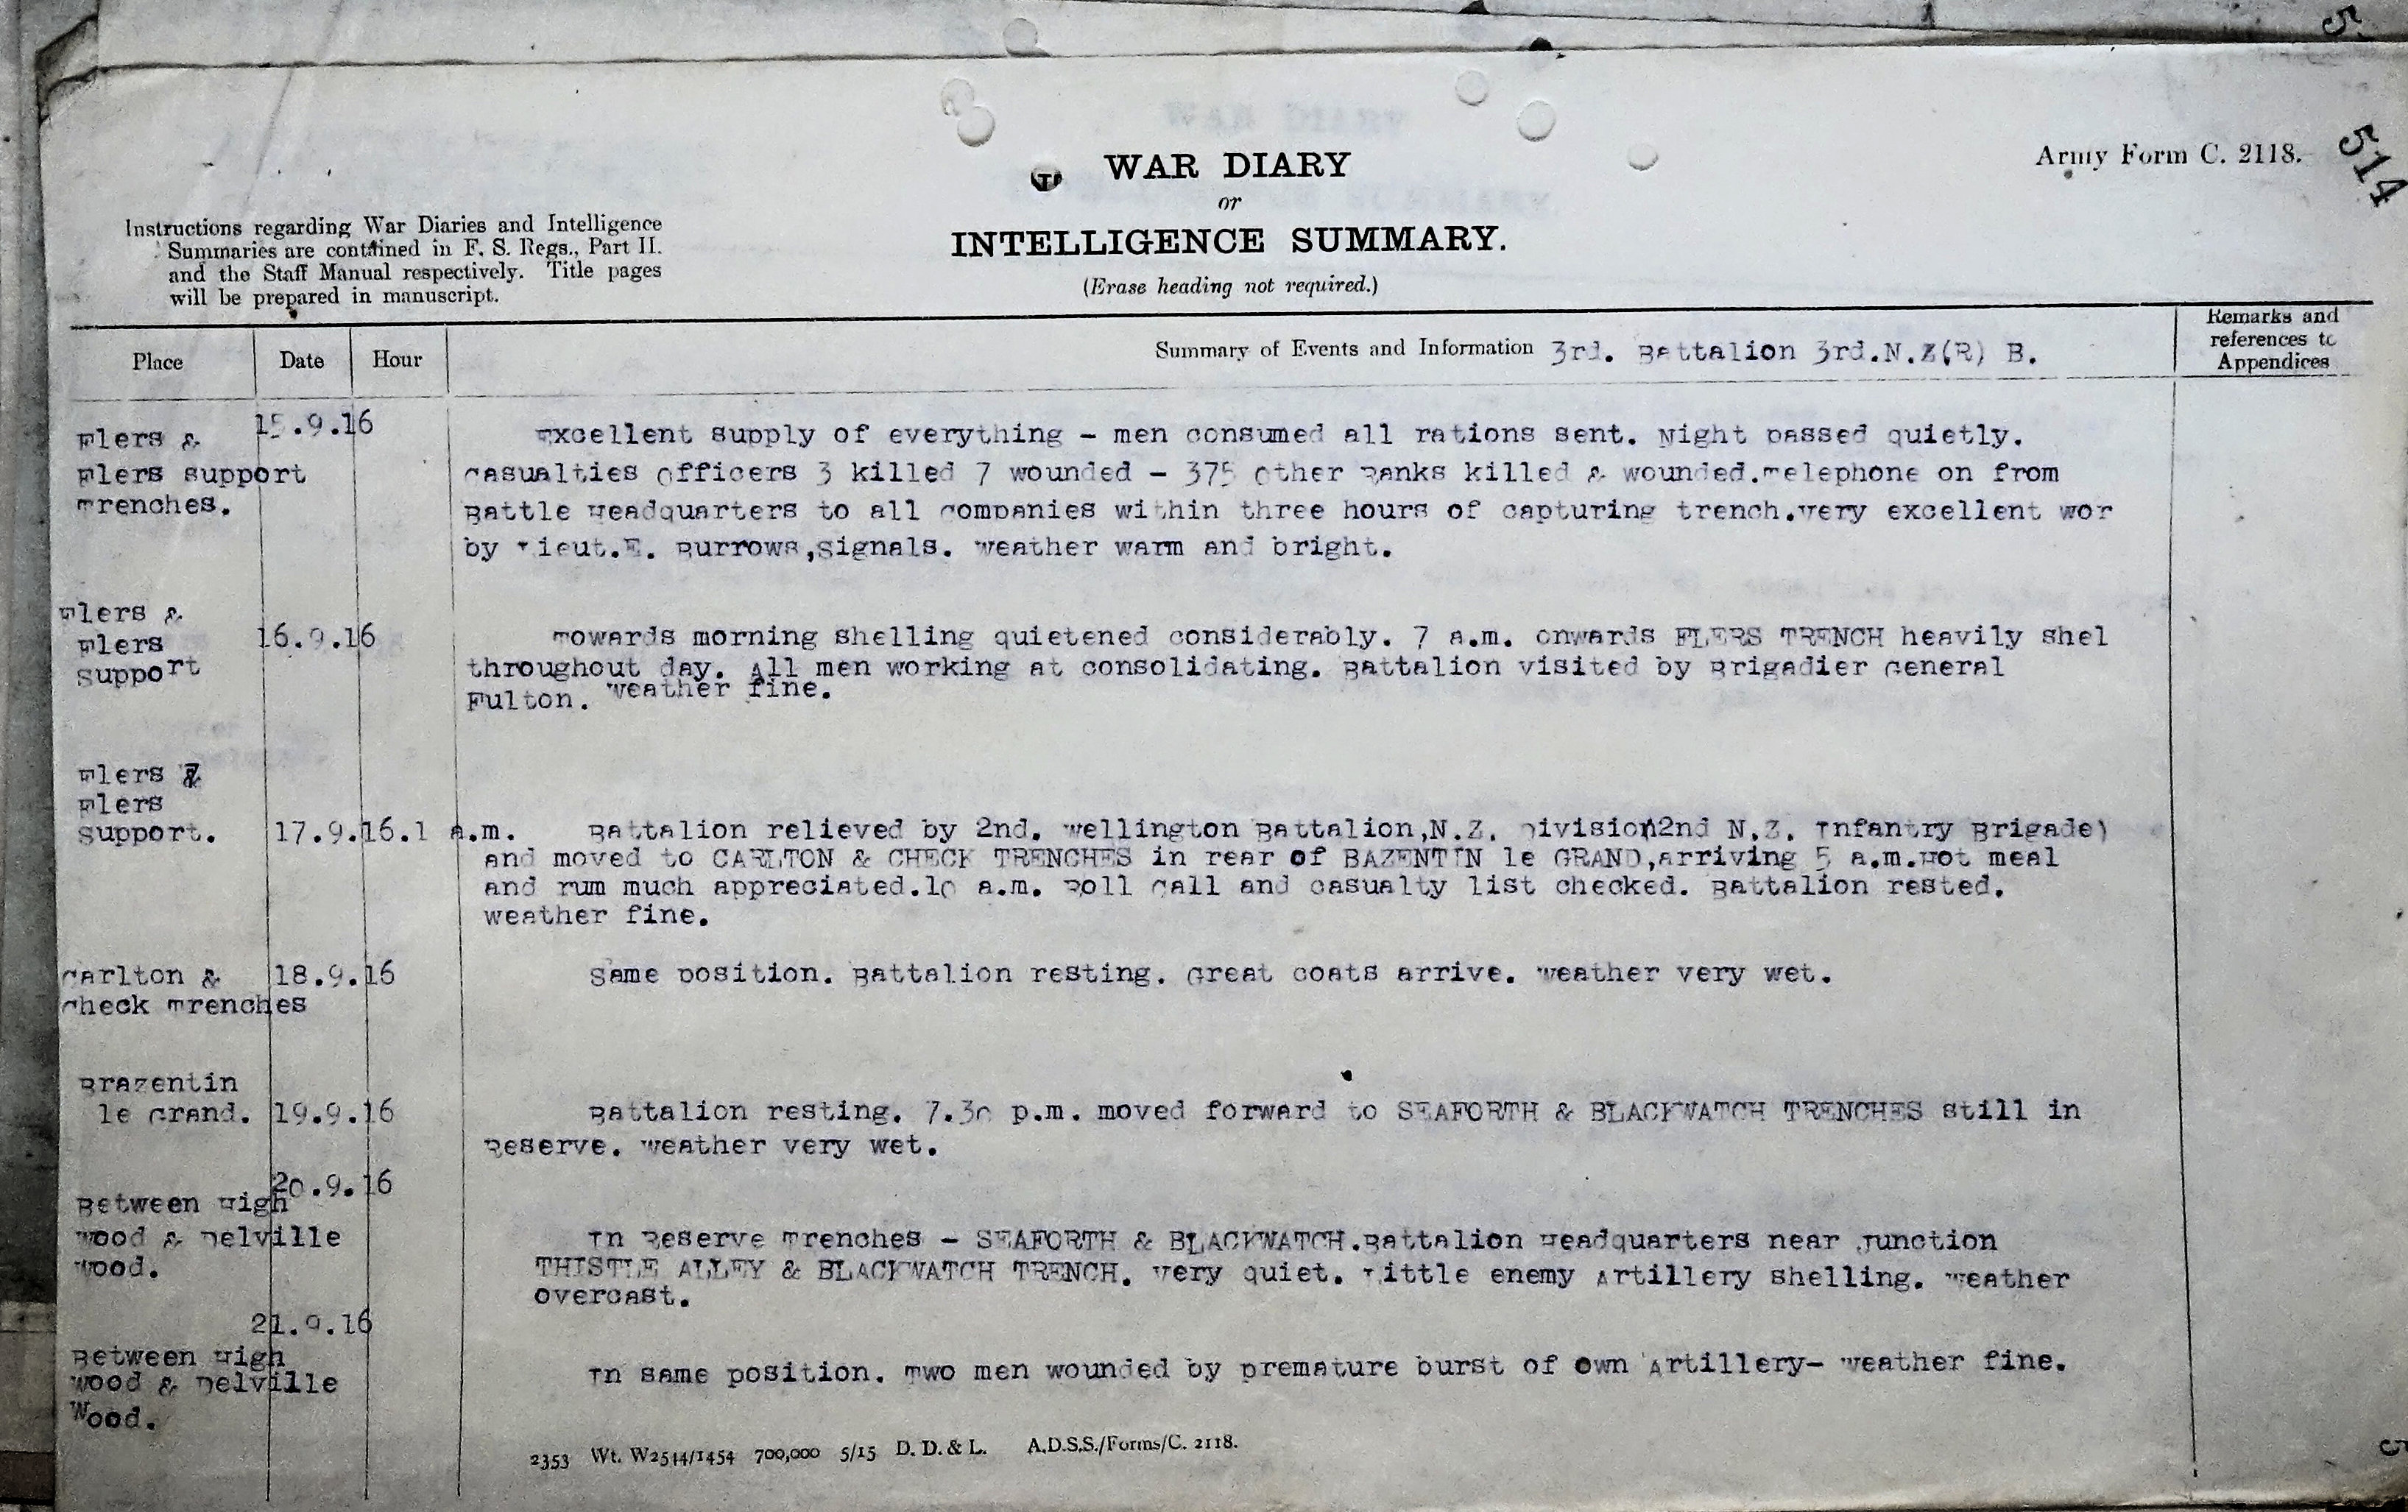 WAR DIARY
or
INTELLIGENCE SUMMARY.
(Erase heading not required.)
Army Form C. 2118.
514
Instructions regarding War Diaries and Intelligence
Summaries are contained in F. S. Regs., Part II.
and the Staff Manual respectively. Title pages
will be prepared in manuscript.
Place Date Hour Summary of Events and Information 3rd. Battalion 3rd.N.Z(R) B. Remarks and
references to
Appendices
Flers &
Flers support
Trenches.
15.9.16
Excellent supply of everything - men consumed all rations sent. Night passed quietly.
Casualties Officers 3 killed 7 wounded - 375 Other Ranks killed & wounded.Telephone on from
Battle Headquarters to all Companies within three hours of capturing trench.Very excellent wor
by Lieut.E. Burrows,Signals. Weather warm and bright.
Flers &
Flers
Support
16.9.16
Towards morning shelling quietened considerably. 7 a.m. onwards FLERS TRENCH heavily shel
throughout day. All men working at consolidating. Battalion visited by Brigadier General
Fulton. Weather fine.
Flers &
Flers
Support.
17.9.16.1 a.m.
Battalion relieved by 2nd. Wellington Battalion,N.Z. Division(2nd N.Z. Infantry Brigade)
and moved to CARLTON & CHECK TRENCHES in rear of BAZENTIN le GRAND,arriving 5 a.m.Hot meal
and rum much appreciated.10 a.m. Roll Call and casualty list checked. Battalion rested.
Weather fine.
Carlton &
Check Trenches
18.9.16
Same position. Battalion resting. Great coats arrive. Weather very wet.
Brazentin
le Grand.
19.9.16
Battalion resting. 7.30 p.m. moved forward to SEAFORTH & BLACKWATCH TRENCHES still in
Reserve. Weather very wet.
20.9.16
Between High
Wood & Delville
Wood.
In Reserve Trenches - SEAFORTH & BLACKWATCH.Battalion Headquarters near Junction
THISTLE ALLEY & BLACKWATCH TRENCH. Very quiet. Little enemy Artillery shelling. Weather
overcast.
21.9.16
Between High
Wood & Delville
Wood.
In same position. Two men wounded by premature burst of own Artillery- Weather fine.
2353 Wt. W2514/1454 700,000 5/15 D. D. & L. A.D.S.S./Forms/C. 2118.